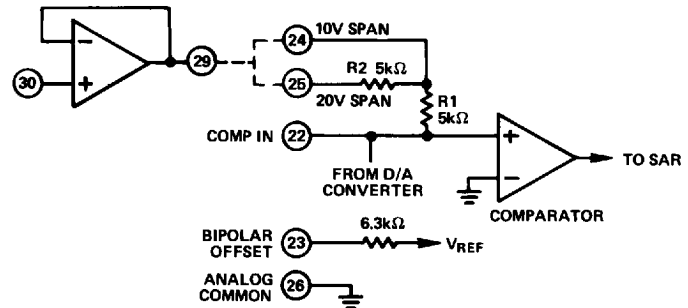 −
+
30
29
24
10V SPAN
25
20V SPAN
R2 5kΩ
R1
5kΩ
COMP IN
22
FROM D/A
CONVERTER
+
−
COMPARATOR
TO SAR
BIPOLAR
OFFSET
23
6.3kΩ
VREF
ANALOG
COMMON
26